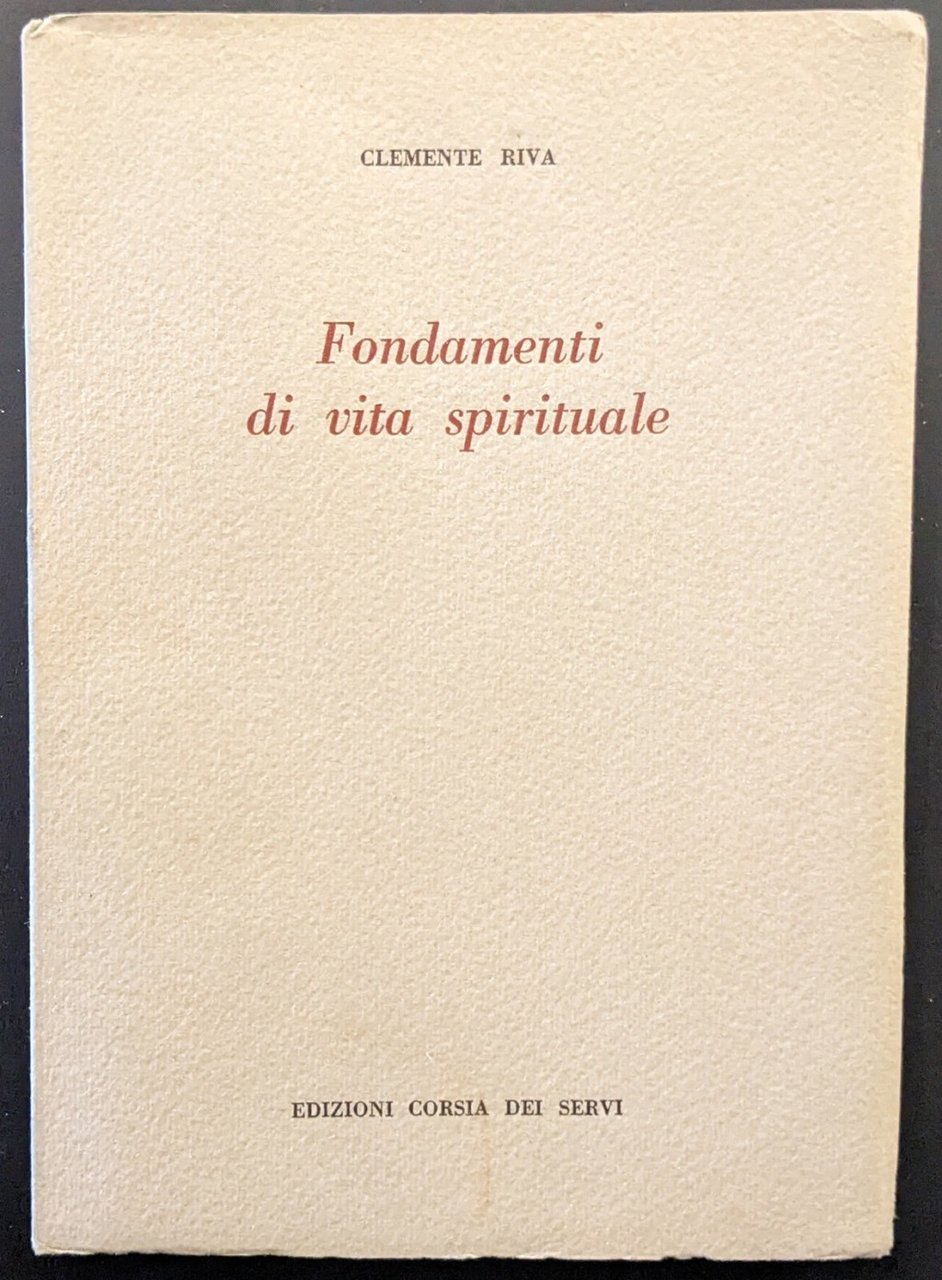 CLEMENTE RIVA
Fondamenti
di vita spirituale
EDIZIONI CORSIA DEI SERVI